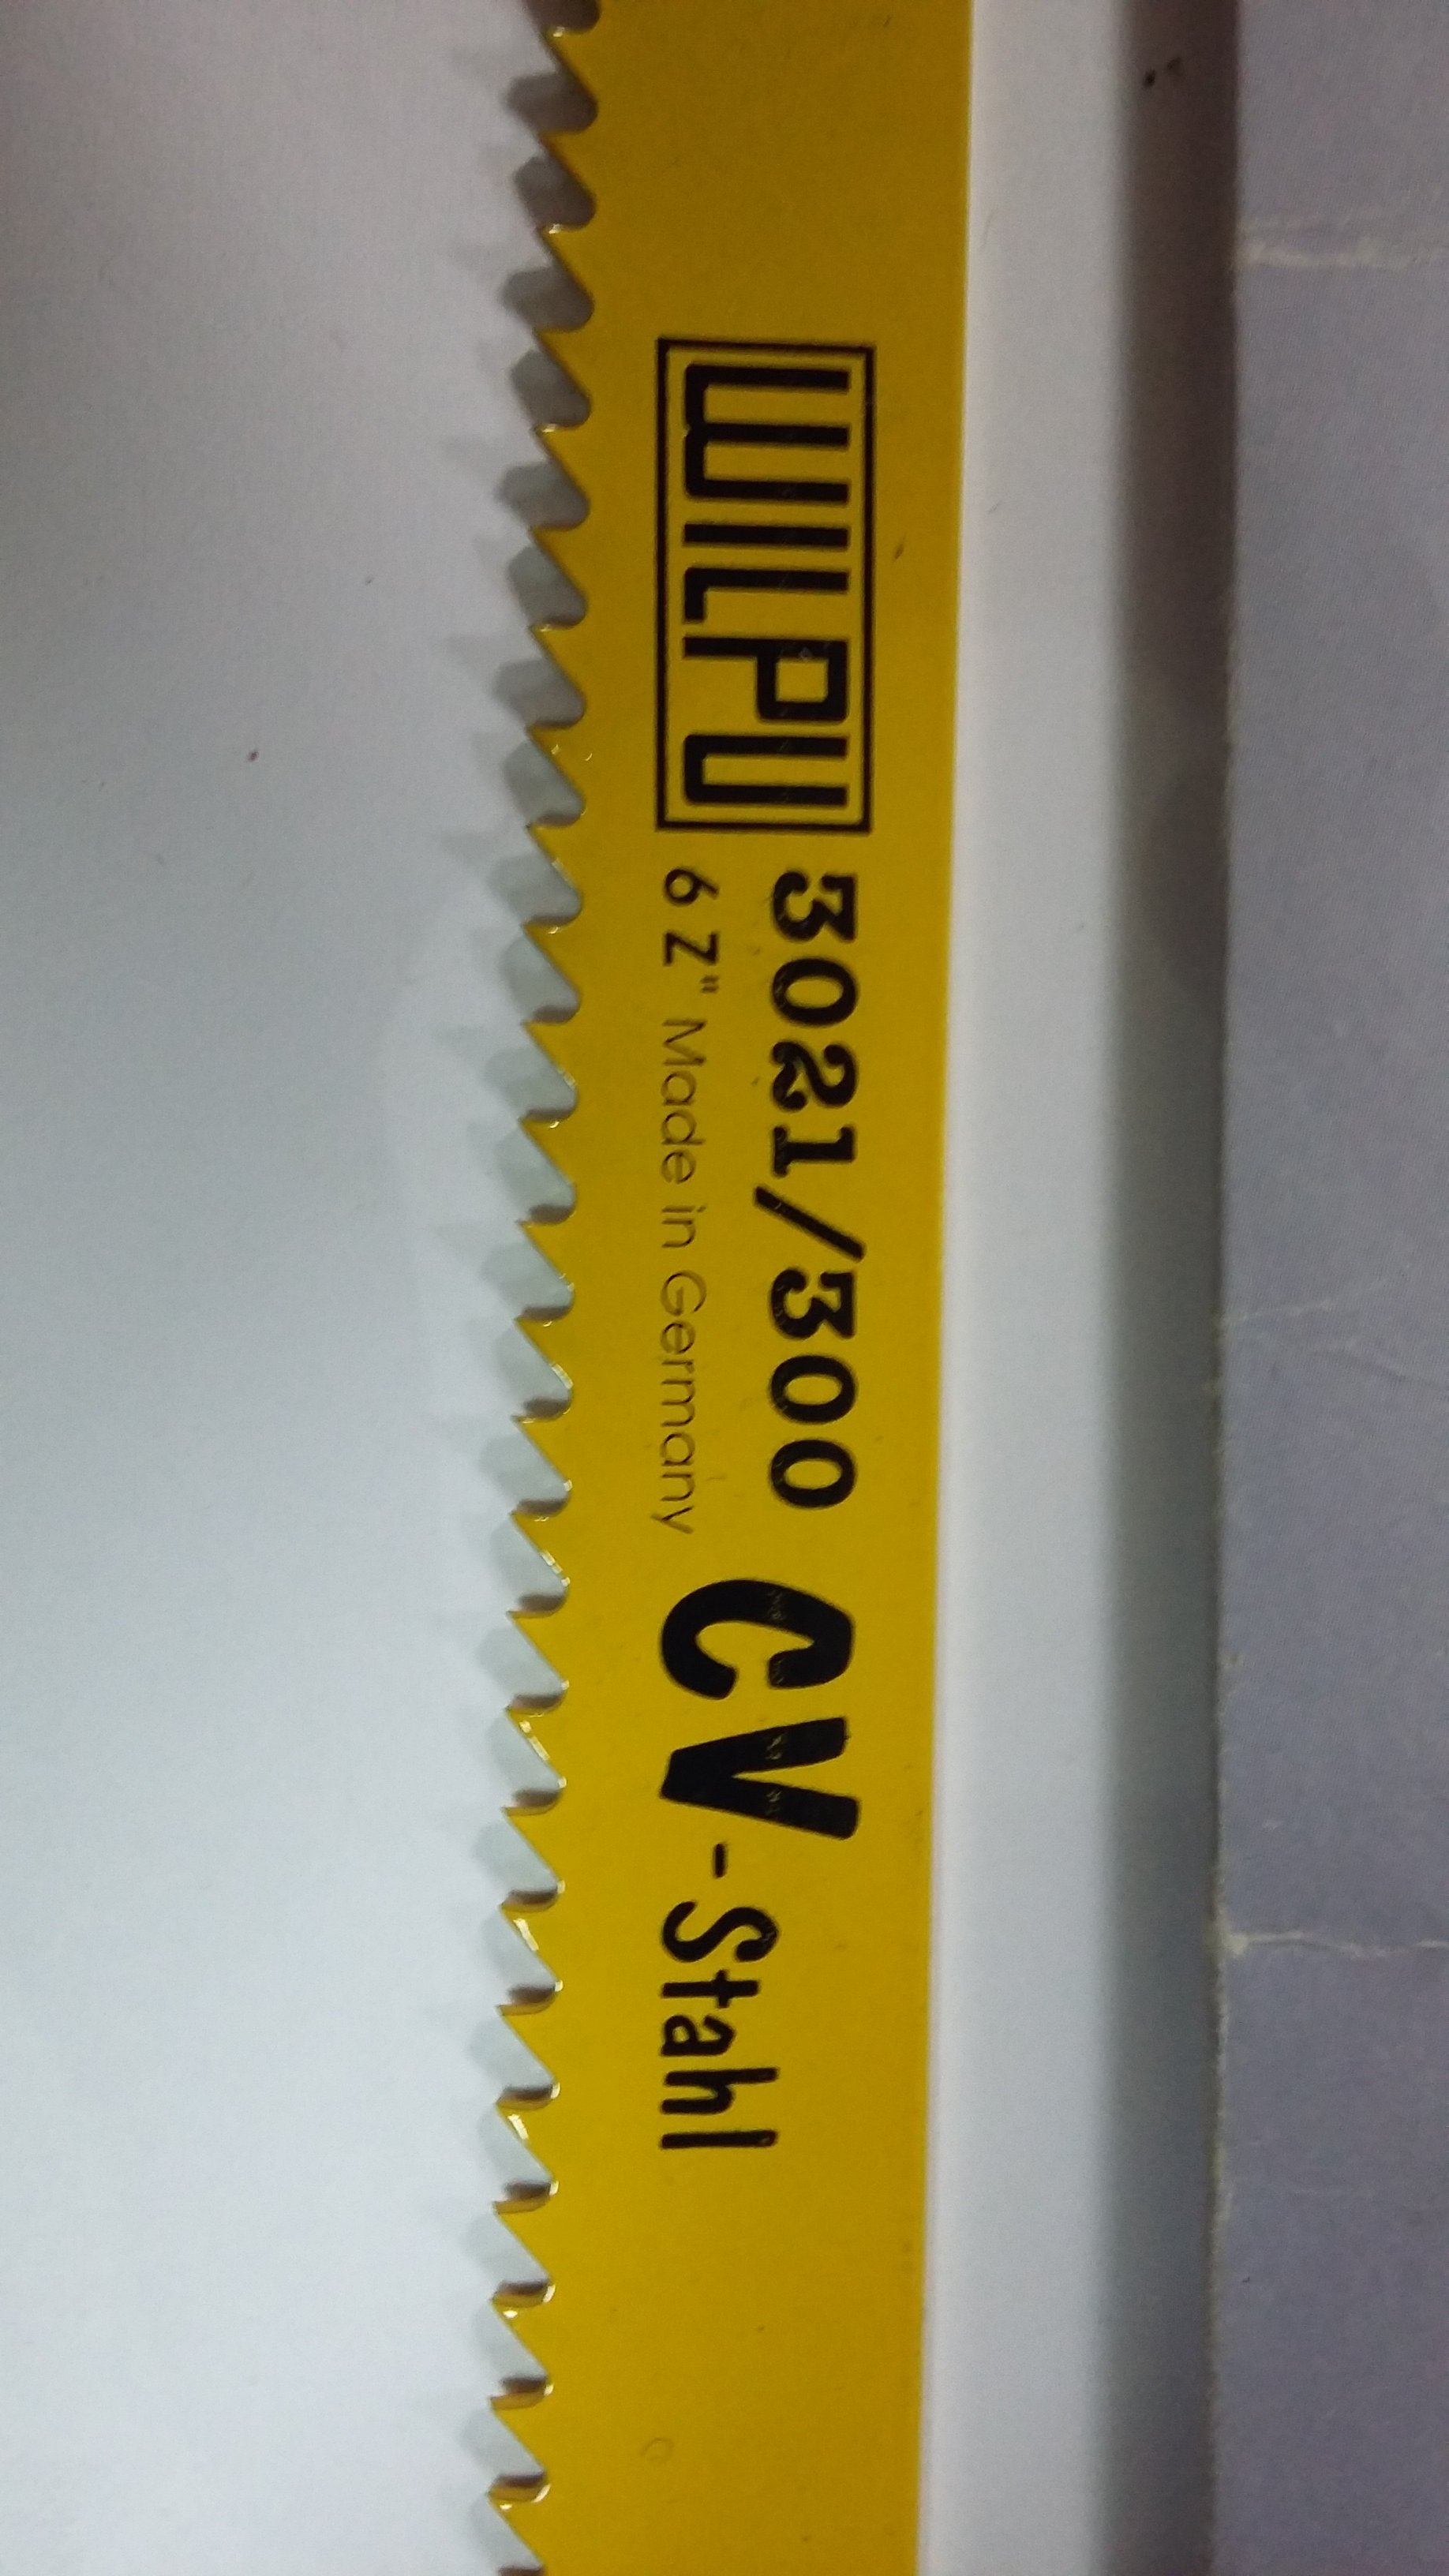 WILPU
3021/300
6 Z" Made in Germany
CV-Stahl